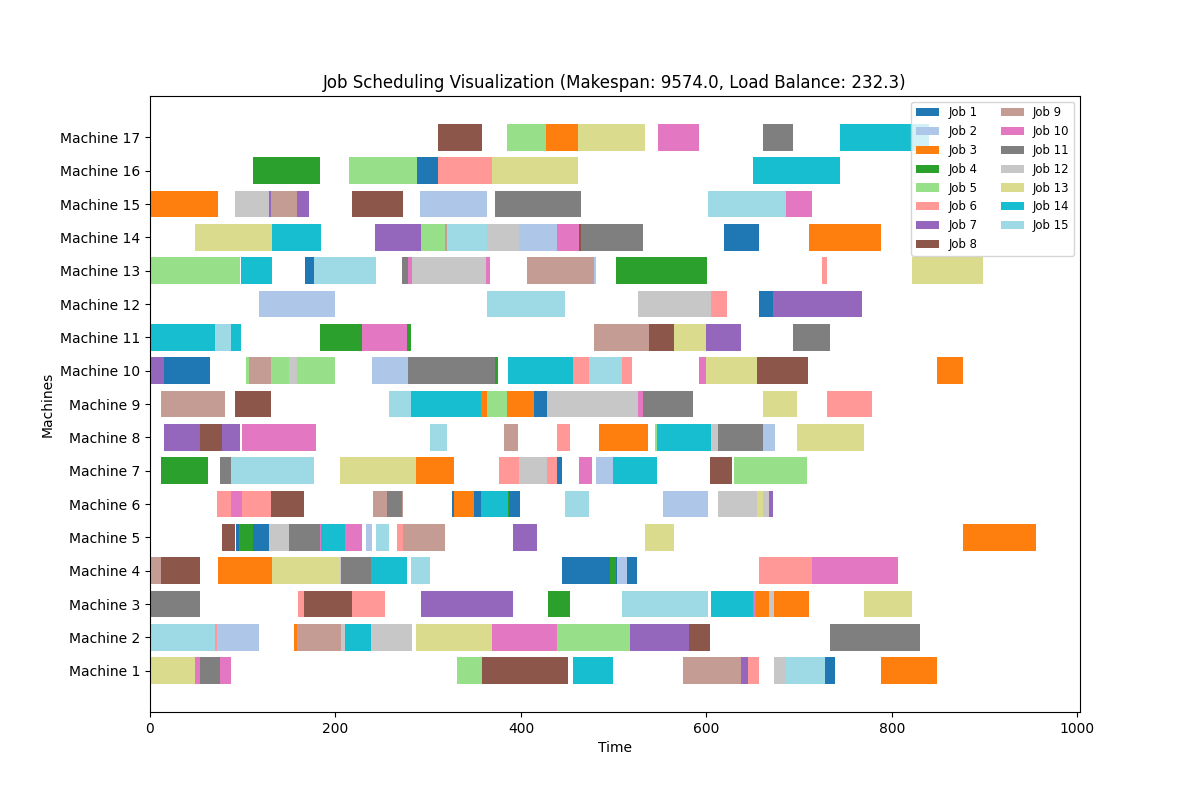 Job Scheduling Visualization (Makespan: 9574.0, Load Balance: 232.3)
Job 1
Job 2
Job 3
Job 4
Job 5
Job 6
Job 7
Job 8
Job 9
Job 10
Job 11
Job 12
Job 13
Job 14
Job 15
Machines
Machine 17
Machine 16
Machine 15
Machine 14
Machine 13
Machine 12
Machine 11
Machine 10
Machine 9
Machine 8
Machine 7
Machine 6
Machine 5
Machine 4
Machine 3
Machine 2
Machine 1
0 200 400 600 800 1000
Time